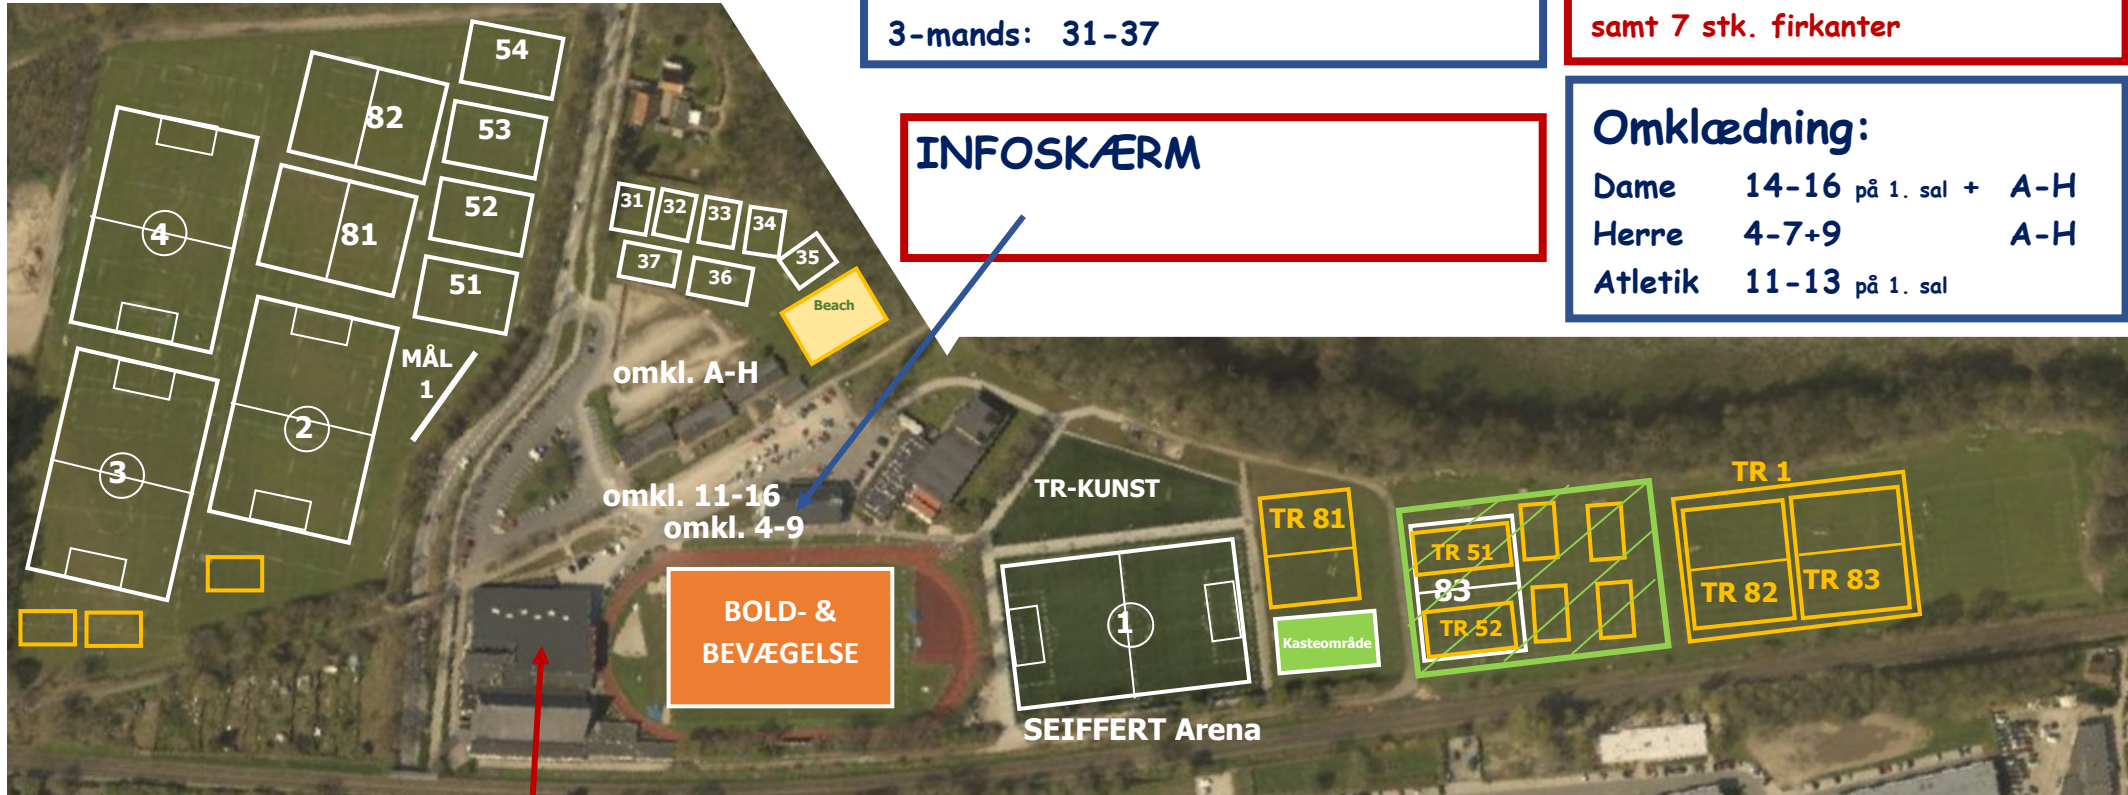 3-mands: 31-37
samt 7 stk. firkanter
INFOSKÆRM
Omklædning:
Dame 14-16 på 1. sal + A-H
Herre 4-7+9 A-H
Atletik 11-13 på 1. sal
54
82
53
52
81
4
51
31
32
33
34
35
37
36
Beach
MÅL
1
omkl. A-H
2
3
omkl. 11-16
omkl. 4-9
TR-KUNST
TR 81
TR 1
TR 51
83
TR 52
TR 82
TR 83
BOLD- &
BEVÆGELSE
1
Kasteområde
SEIFFERT Arena